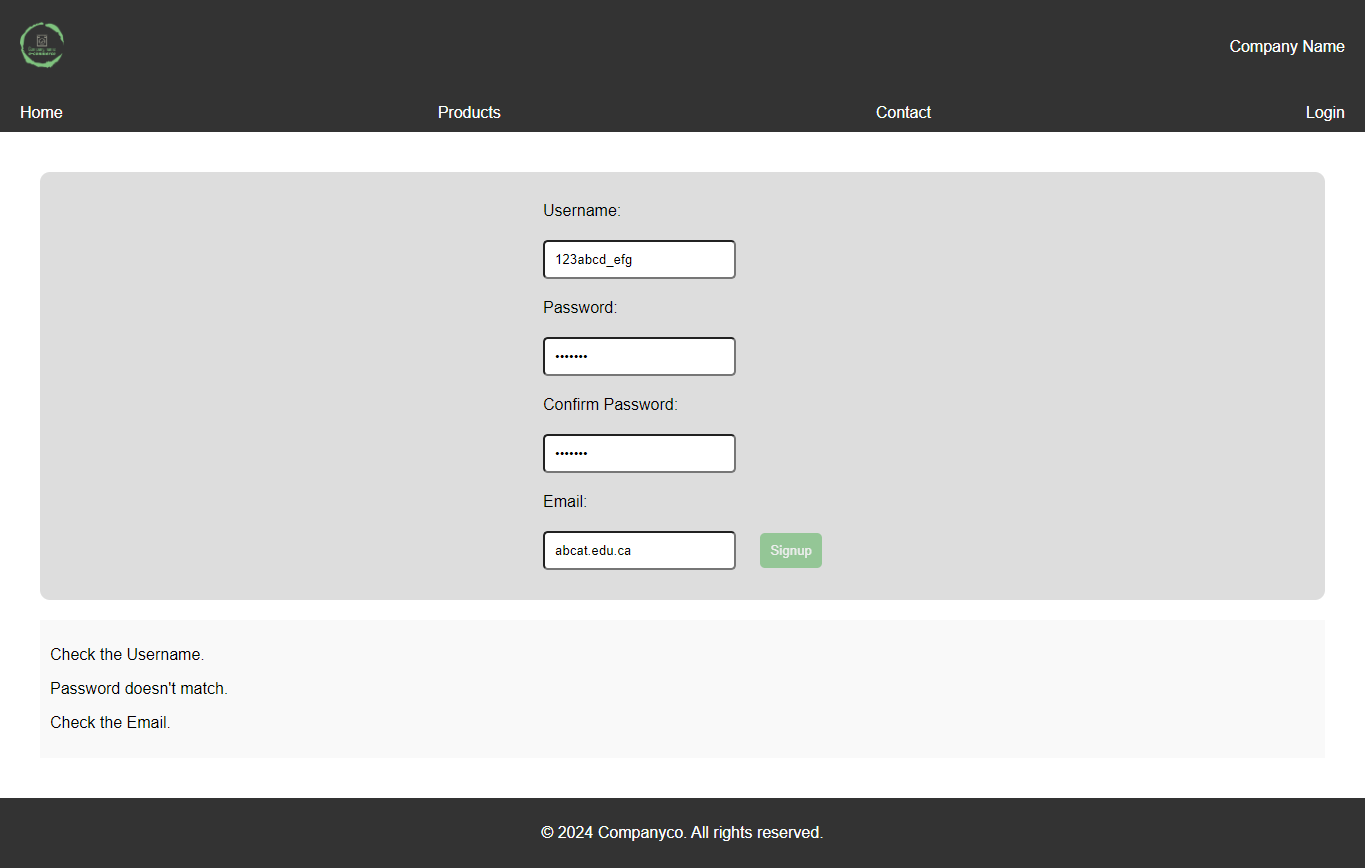 Company Name
Home Products Contact Login
Username:
123abcd_efg
Password:
•••••••
Confirm Password:
•••••••
Email:
abcat.edu.ca Signup
Check the Username.
Password doesn't match.
Check the Email.
© 2024 Companyco. All rights reserved.